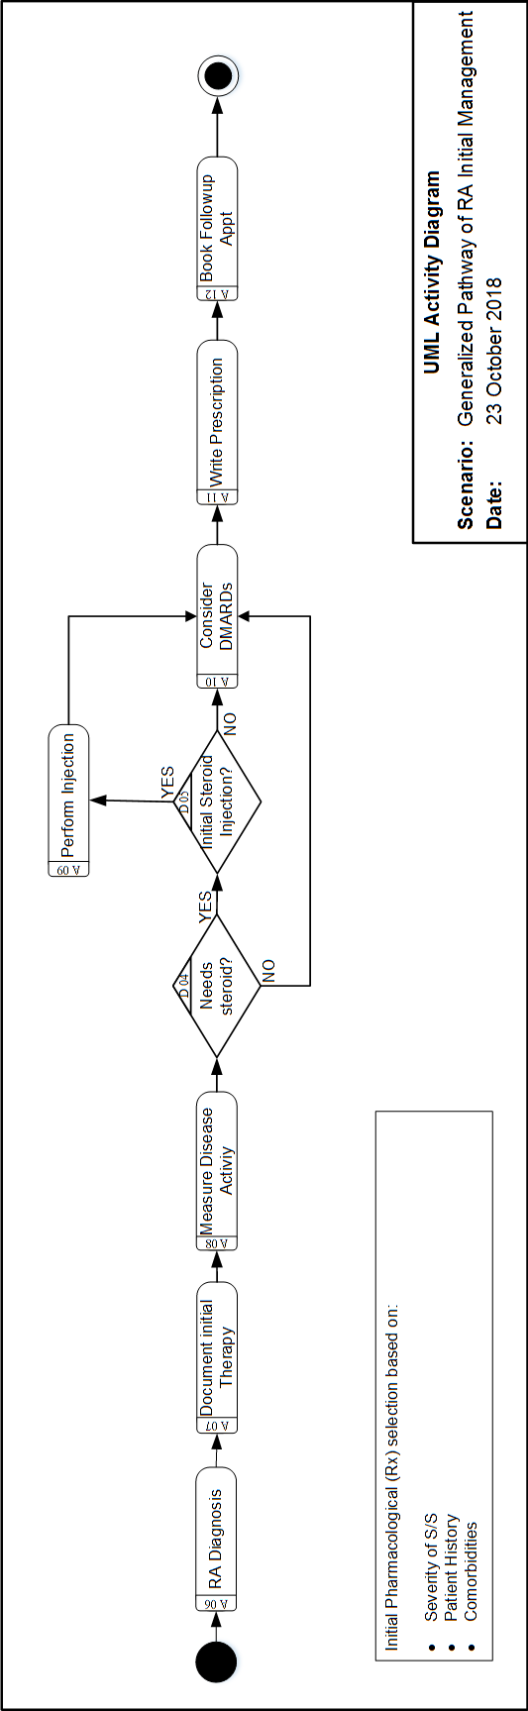 A 06
RA Diagnosis
A 07
Document initial
Therapy
A 08
Measure Disease
Activiy
D 04
Needs
steroid?
YES
NO
D 05
Initial Steroid
Injection?
YES
NO
A 09
Perform Injection
A 10
Consider
DMARDs
A 11
Write Prescription
A 12
Book Followup
Appt
Initial Pharmacological (Rx) selection based on:
• Severity of S/S
• Patient History
• Comorbidities
UML Activity Diagram
Scenario: Generalized Pathway of RA Initial Management
Date: 23 October 2018